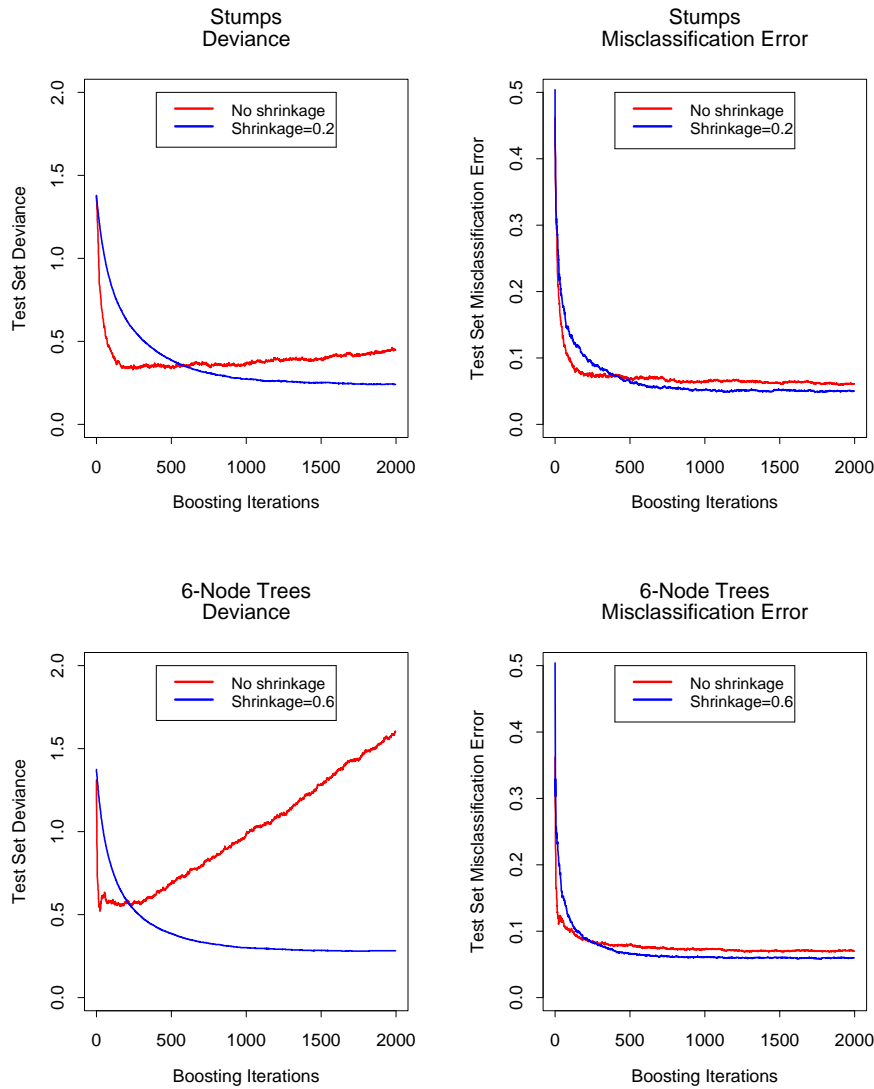 Stumps
Deviance
No shrinkage
Shrinkage=0.2
2.0
1.5
1.0
0.5
0.0
Test Set Deviance
0 500 1000 1500 2000
Boosting Iterations
Stumps
Misclassification Error
No shrinkage
Shrinkage=0.2
0.5
0.4
0.3
0.2
0.1
0.0
Test Set Misclassification Error
0 500 1000 1500 2000
Boosting Iterations
6-Node Trees
Deviance
No shrinkage
Shrinkage=0.6
2.0
1.5
1.0
0.5
0.0
Test Set Deviance
0 500 1000 1500 2000
Boosting Iterations
6-Node Trees
Misclassification Error
No shrinkage
Shrinkage=0.6
0.5
0.4
0.3
0.2
0.1
0.0
Test Set Misclassification Error
0 500 1000 1500 2000
Boosting Iterations